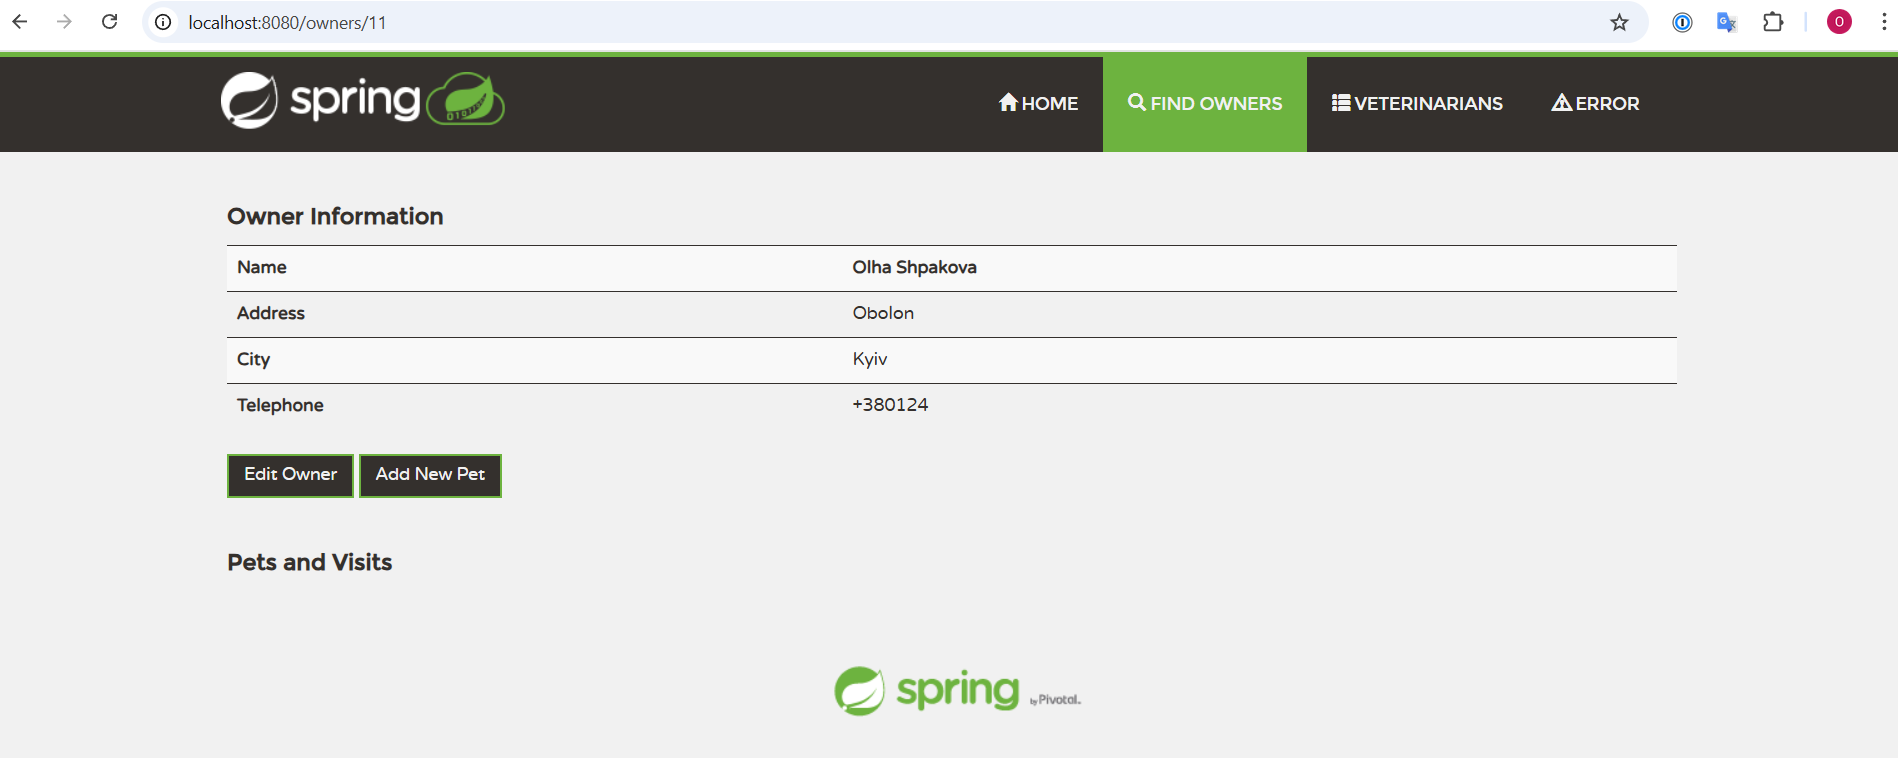 localhost:8080/owners/11
O
spring
HOME FIND OWNERS VETERINARIANS ERROR
Owner Information
Name Olha Shpakova
Address Obolon
City Kyiv
Telephone +380124
Edit Owner Add New Pet
Pets and Visits
spring by Pivotal